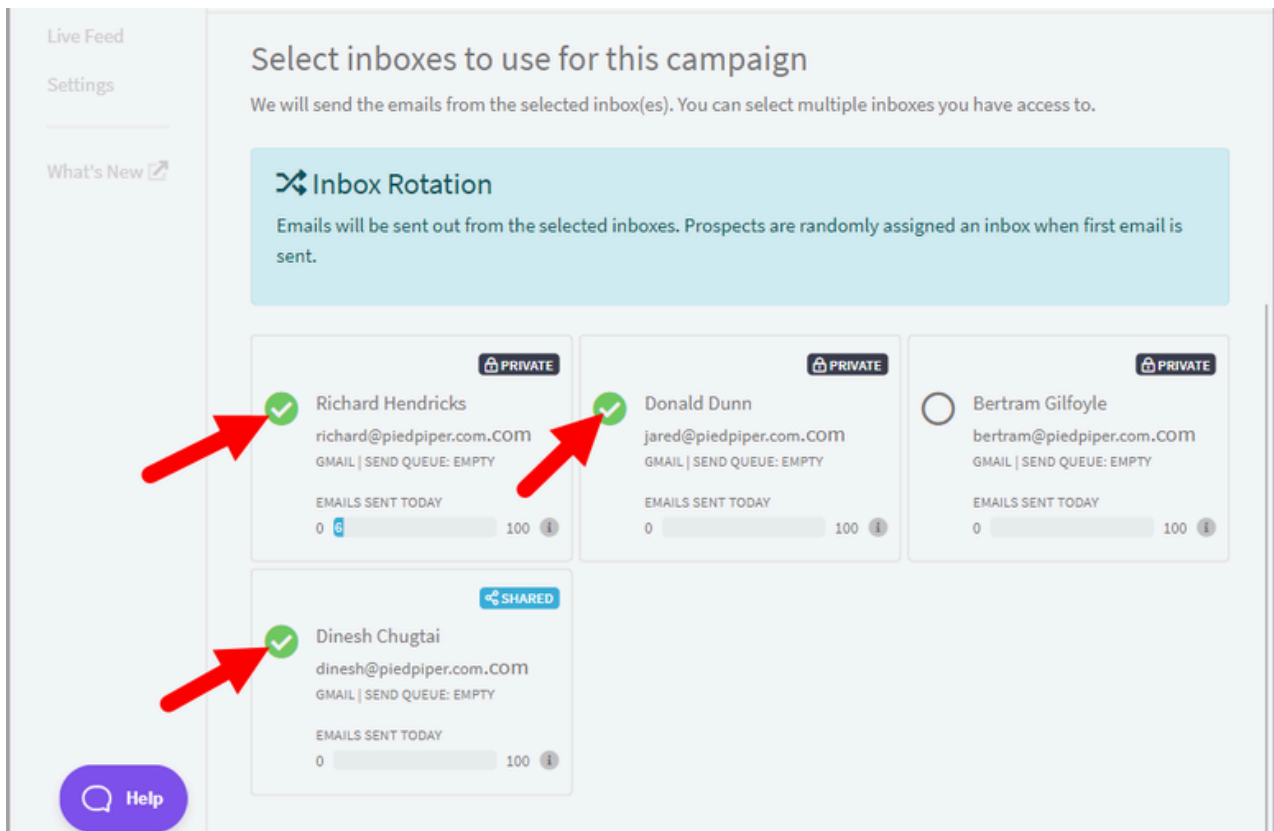 Live Feed
Settings
What's New
Select inboxes to use for this campaign
We will send the emails from the selected inbox(es). You can select multiple inboxes you have access to.
Inbox Rotation
Emails will be sent out from the selected inboxes. Prospects are randomly assigned an inbox when first email is
sent.
PRIVATE
Richard Hendricks
richard@piedpiper.com.com
GMAIL | SEND QUEUE: EMPTY
EMAILS SENT TODAY
0 6 100 i
PRIVATE
Donald Dunn
jared@piedpiper.com.com
GMAIL | SEND QUEUE: EMPTY
EMAILS SENT TODAY
0 100 i
PRIVATE
Bertram Gilfoyle
bertram@piedpiper.com.com
GMAIL | SEND QUEUE: EMPTY
EMAILS SENT TODAY
0 100 i
SHARED
Dinesh Chugtai
dinesh@piedpiper.com.com
GMAIL | SEND QUEUE: EMPTY
EMAILS SENT TODAY
0 100 i
Help